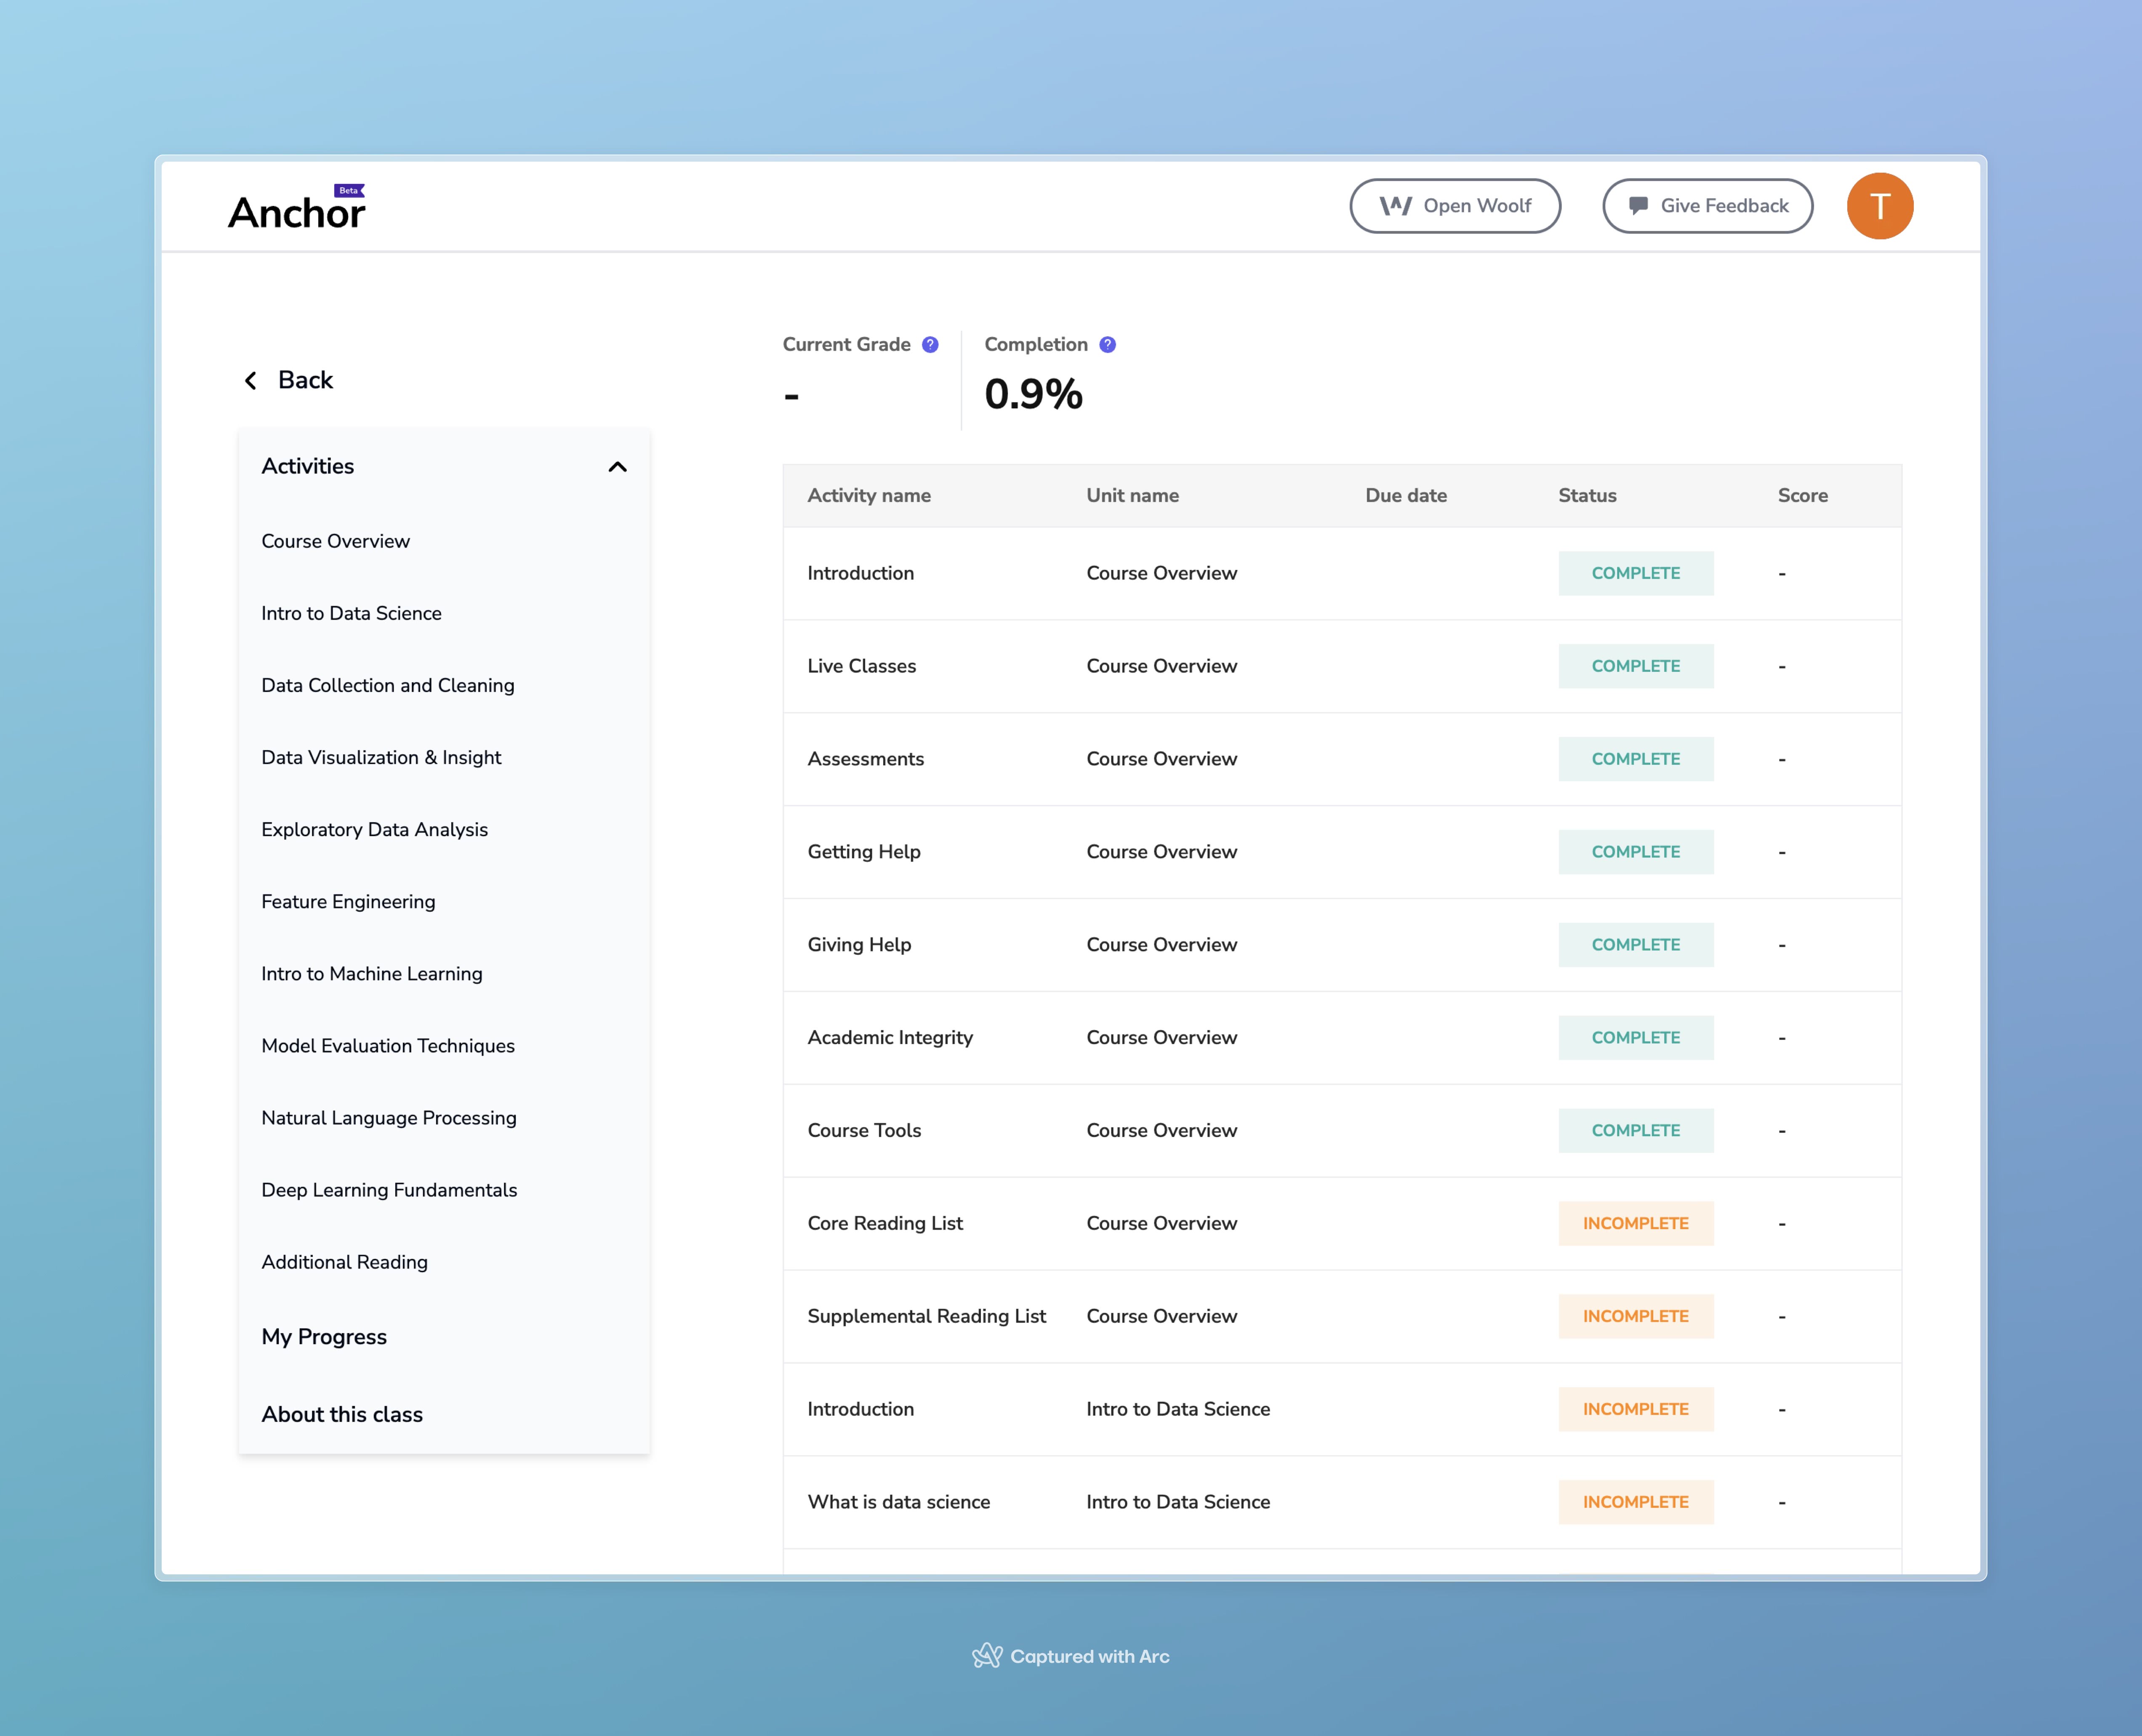 Anchor Beta
Open Woolf
Give Feedback
T
Back
Activities
Course Overview
Intro to Data Science
Data Collection and Cleaning
Data Visualization & Insight
Exploratory Data Analysis
Feature Engineering
Intro to Machine Learning
Model Evaluation Techniques
Natural Language Processing
Deep Learning Fundamentals
Additional Reading
My Progress
About this class
Current Grade ? Completion ?
- 0.9%
Activity name Unit name Due date Status Score
Introduction Course Overview COMPLETE -
Live Classes Course Overview COMPLETE -
Assessments Course Overview COMPLETE -
Getting Help Course Overview COMPLETE -
Giving Help Course Overview COMPLETE -
Academic Integrity Course Overview COMPLETE -
Course Tools Course Overview COMPLETE -
Core Reading List Course Overview INCOMPLETE -
Supplemental Reading List Course Overview INCOMPLETE -
Introduction Intro to Data Science INCOMPLETE -
What is data science Intro to Data Science INCOMPLETE -
Captured with Arc